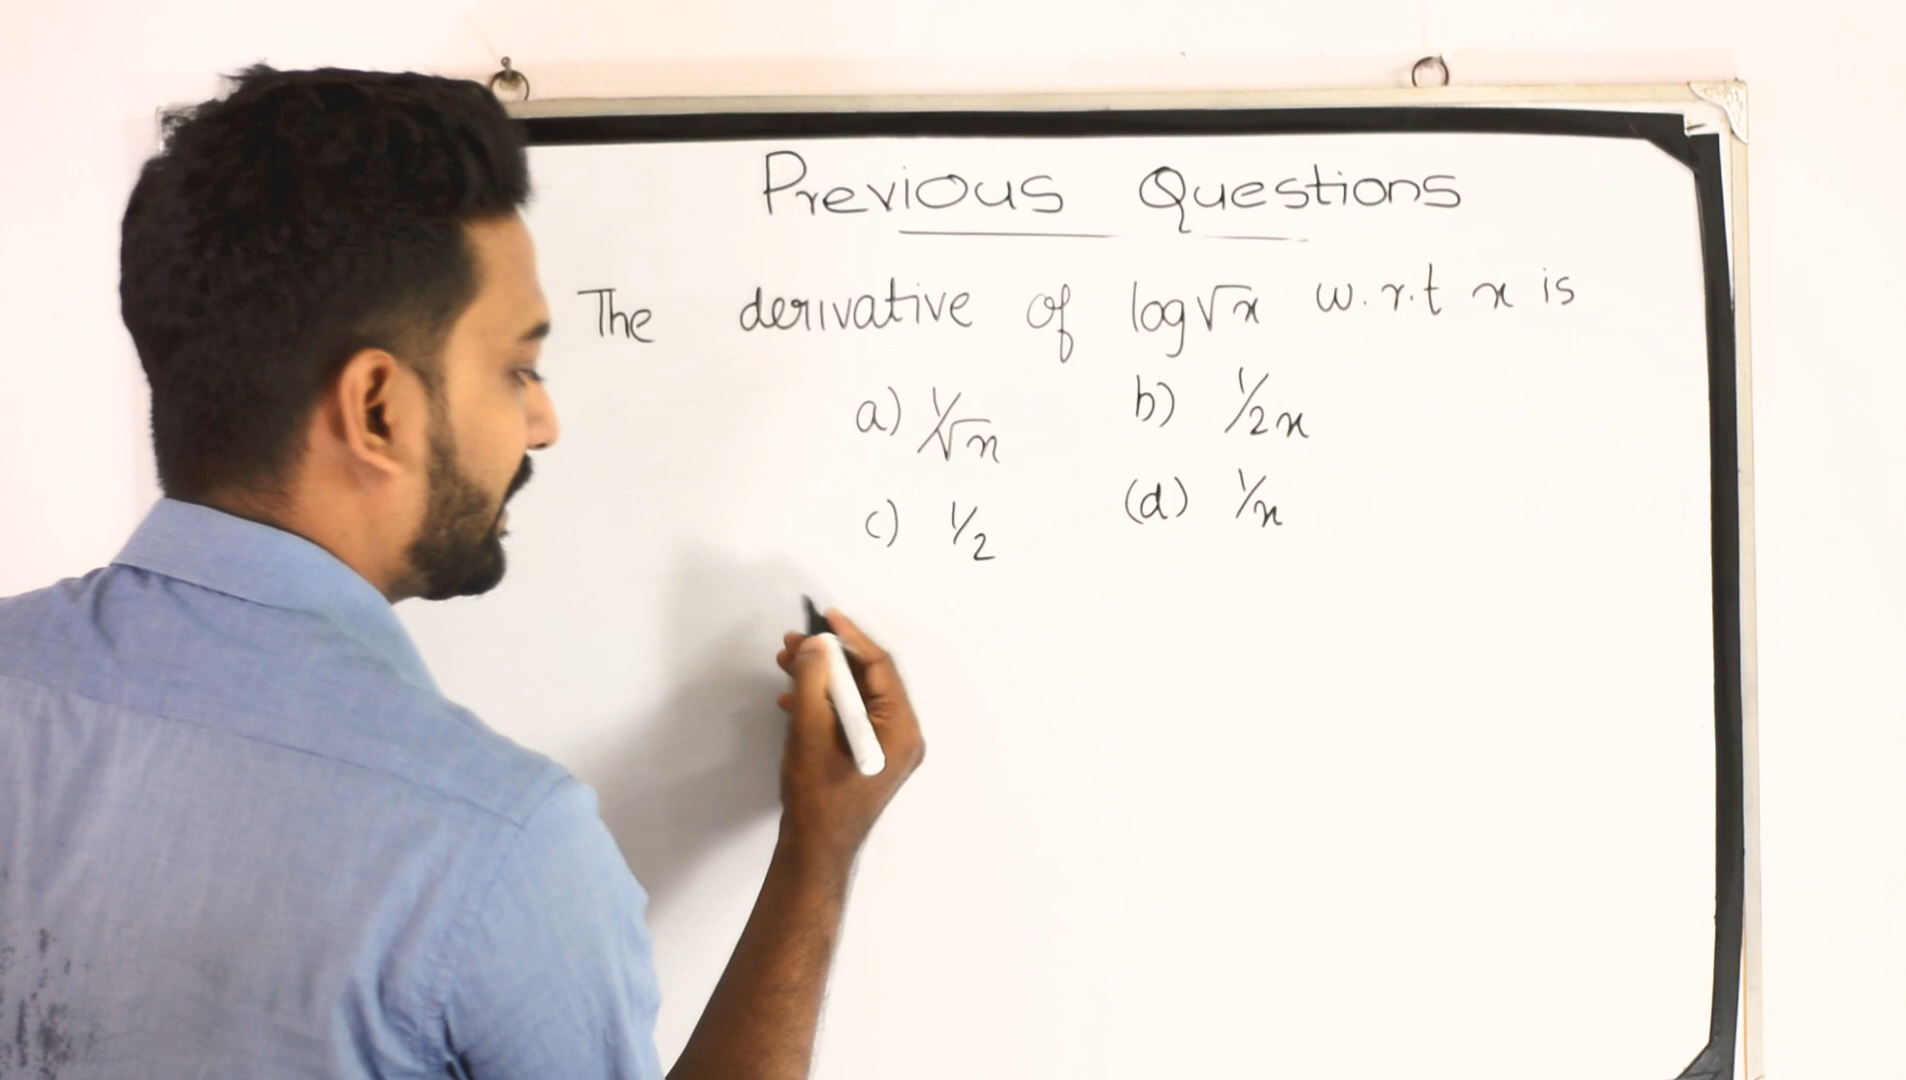 Previous Questions
The derivative of log√x w.r.t x is
a) 1/√x b) 1/2x
c) 1/2 (d) 1/x